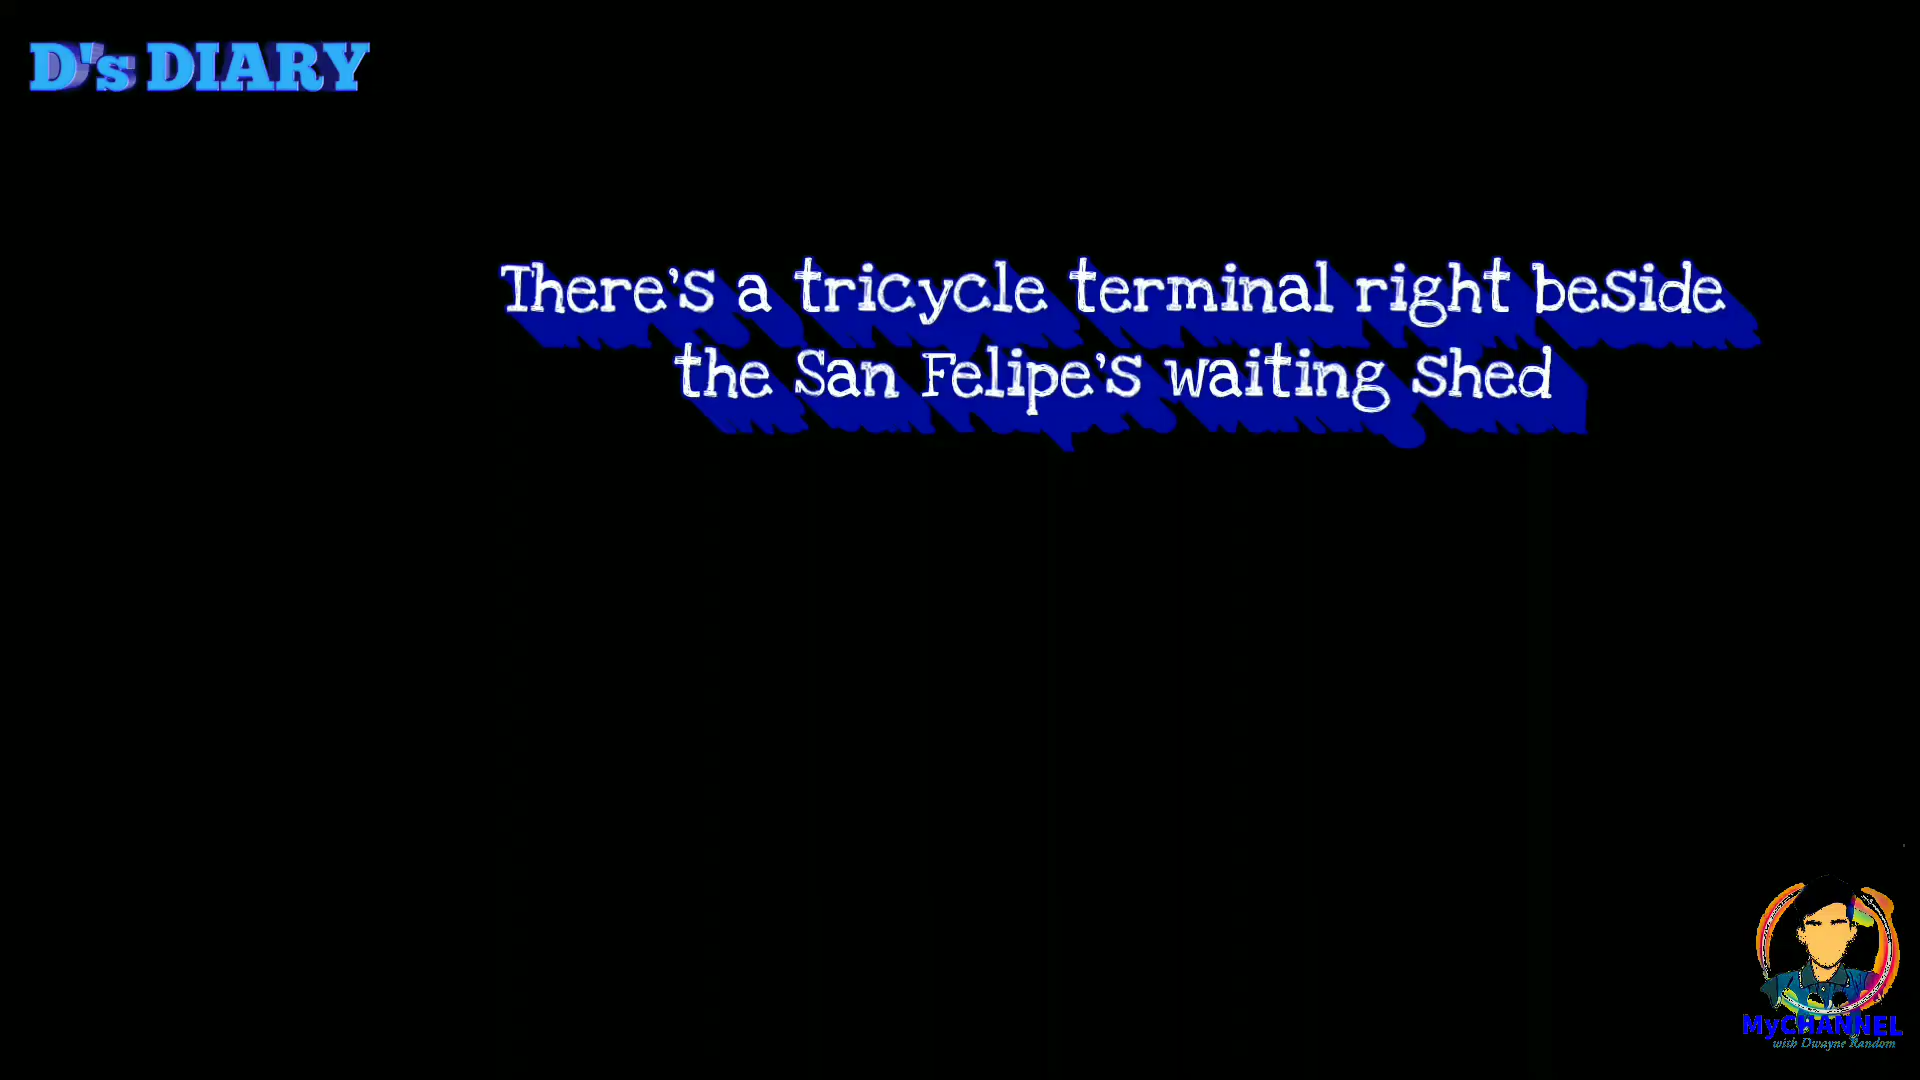 D's DIARY
There's a tricycle terminal right beside
the San Felipe's waiting shed
MyCHANNEL
with Dwayne Random